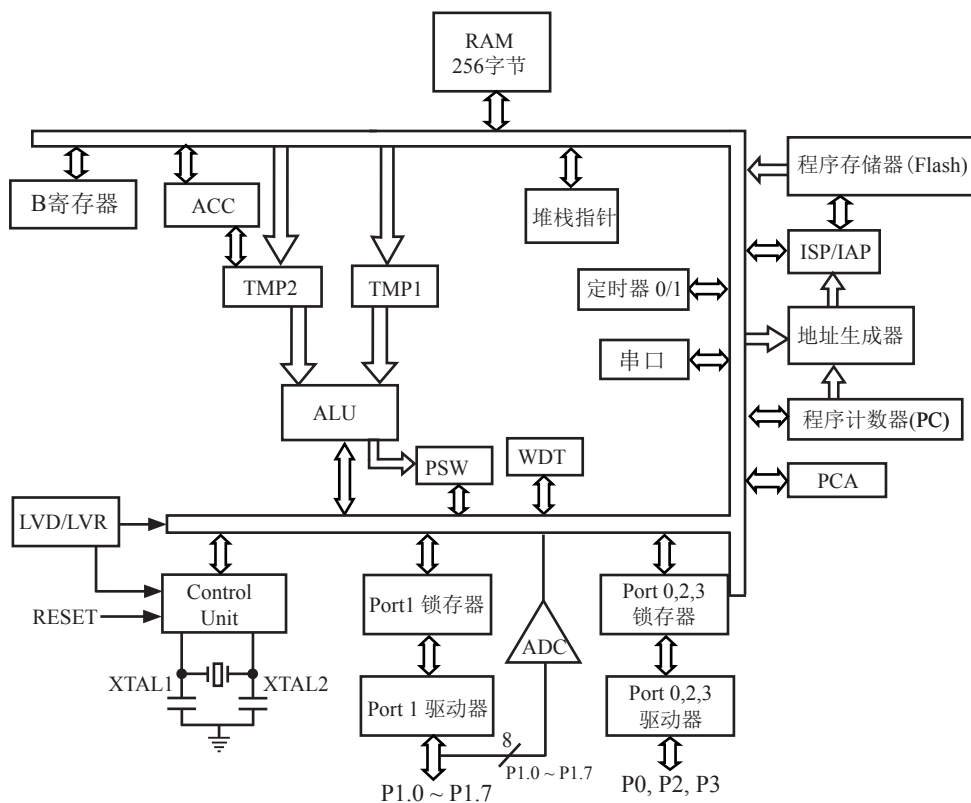 RAM
256字节
B寄存器
ACC
堆栈指针
程序存储器(Flash)
ISP/IAP
TMP2
TMP1
定时器 0/1
地址生成器
串口
ALU
程序计数器(PC)
PSW
WDT
PCA
LVD/LVR
Control
Unit
RESET
Port1 锁存器
Port 0,2,3
锁存器
ADC
XTAL1
XTAL2
Port 1 驱动器
Port 0,2,3
驱动器
8
P1.0 ~ P1.7
P1.0 ~ P1.7
P0, P2, P3